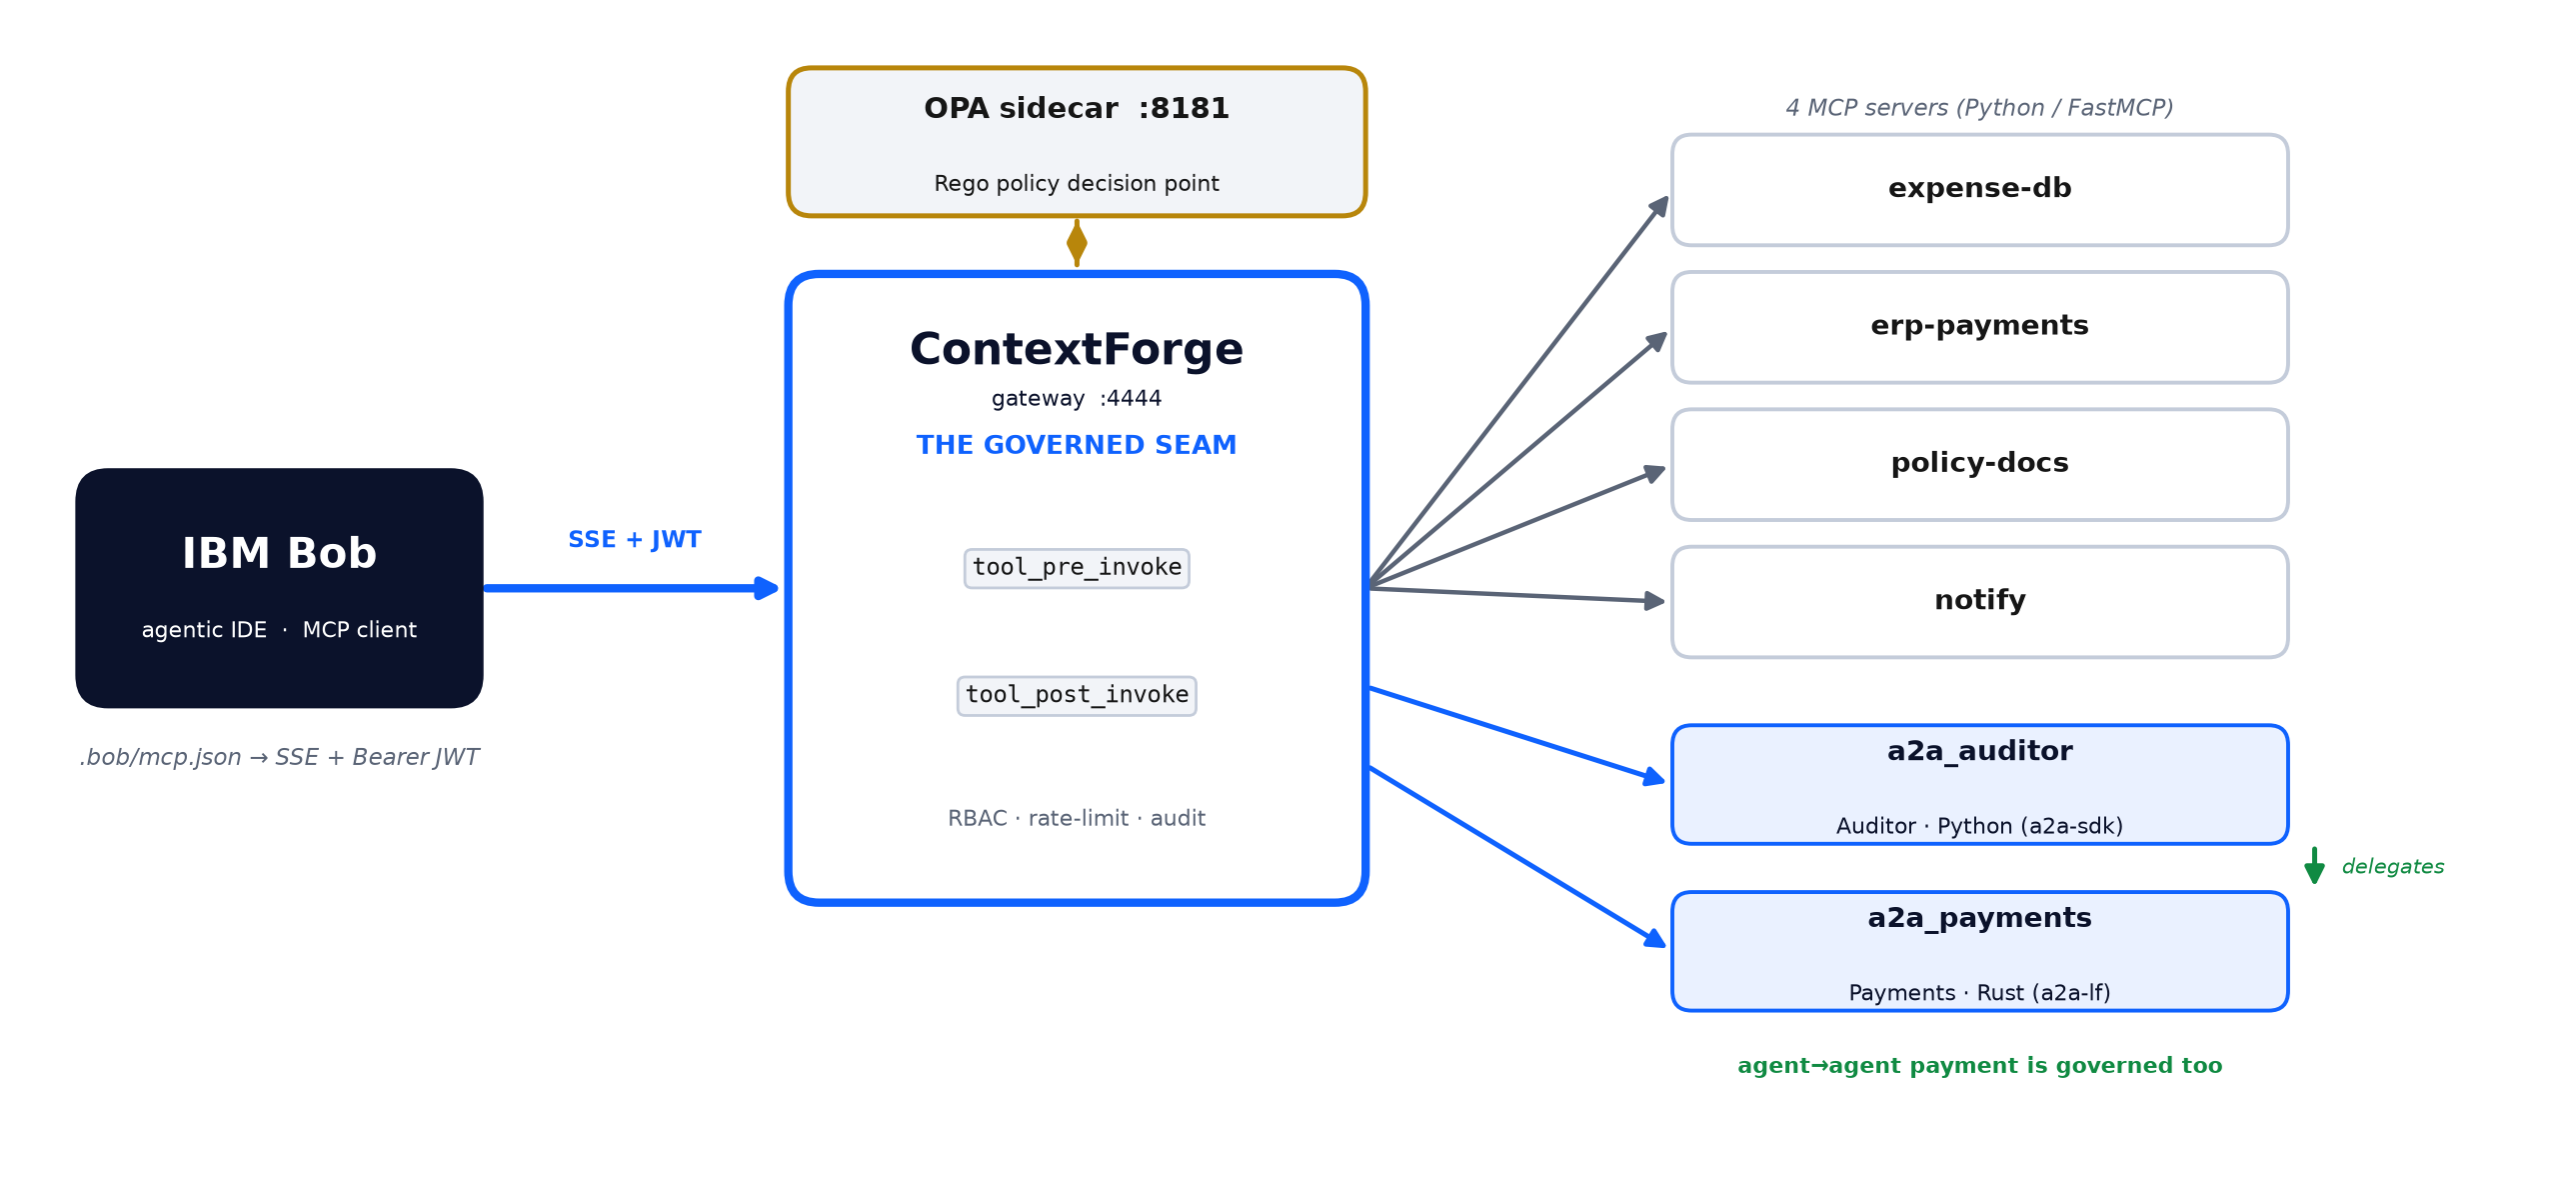 OPA sidecar  :8181
Rego policy decision point
4 MCP servers (Python / FastMCP)
expense-db
erp-payments
policy-docs
notify
ContextForge
gateway  :4444
THE GOVERNED SEAM
tool_pre_invoke
tool_post_invoke
RBAC · rate-limit · audit
IBM Bob
agentic IDE  ·  MCP client
SSE + JWT
.bob/mcp.json → SSE + Bearer JWT
a2a_auditor
Auditor · Python (a2a-sdk)
delegates
a2a_payments
Payments · Rust (a2a-lf)
agent→agent payment is governed too